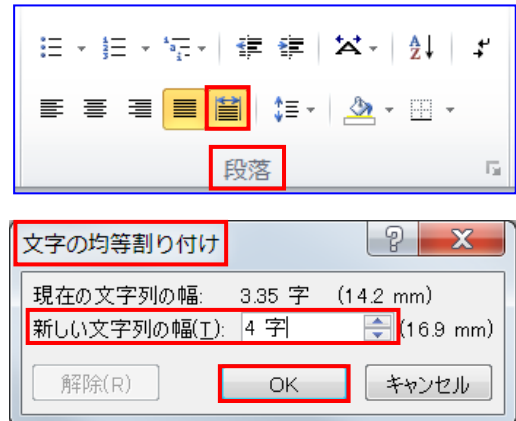 段落
文字の均等割り付け
現在の文字列の幅: 3.35 字 (14.2 mm)
新しい文字列の幅(T): 4 字 (16.9 mm)
解除(R) OK キャンセル